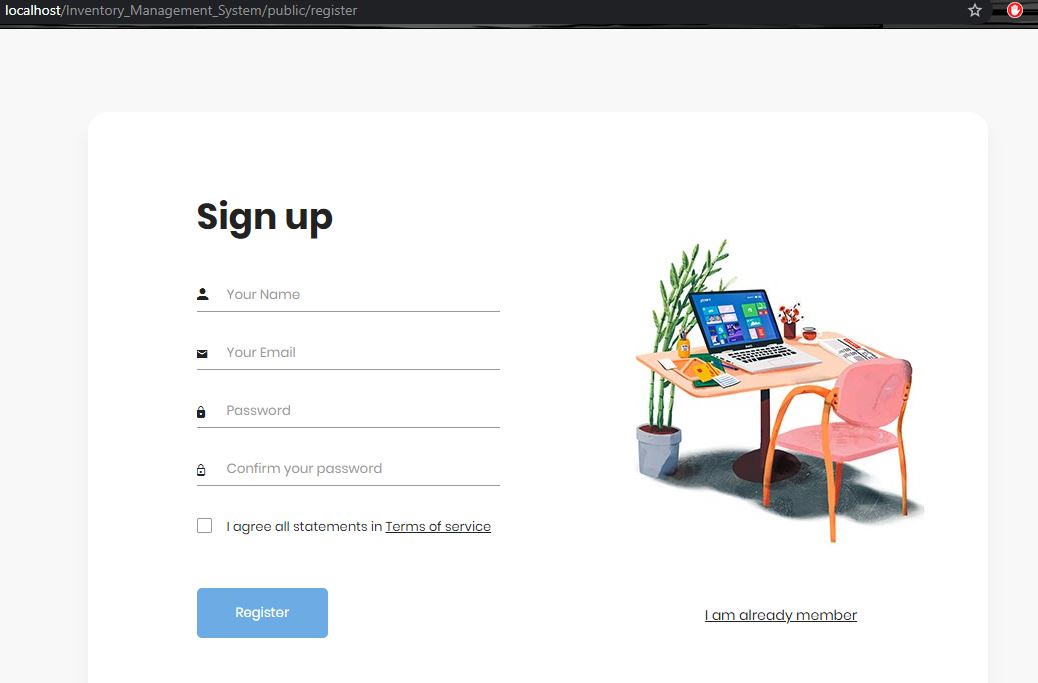 localhost/Inventory_Management_System/public/register
Sign up
Your Name
Your Email
Password
Confirm your password
I agree all statements in Terms of service
Register
I am already member